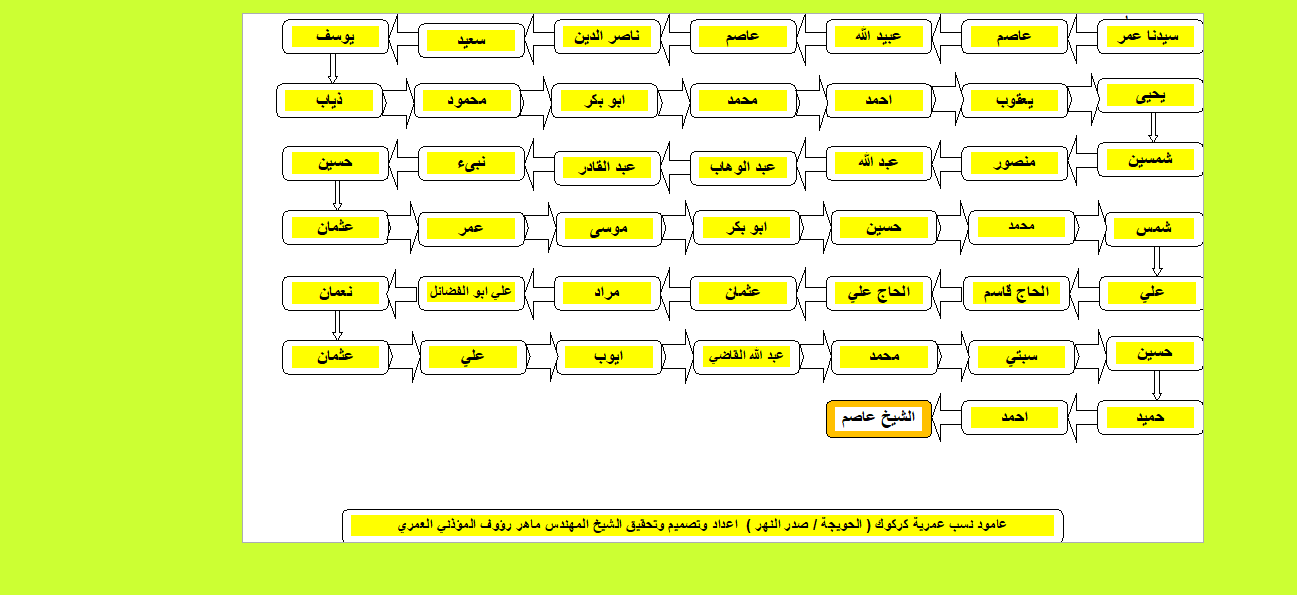 سيدنا عمر عاصم عبيد الله عاصم ناصر الدين سعيد يوسف
ذياب محمود ابو بكر محمد احمد يعقوب يحيى
شمسين منصور عبد الله عبد الوهاب عبد القادر نبىء حسين
عثمان عمر موسى ابو بكر حسين محمد شمس
علي الحاج قاسم الحاج علي عثمان مراد علي ابو الفضائل نعمان
عثمان علي ايوب عبد الله القاضي محمد سبتي حسين
حميد احمد الشيخ عاصم
عامود نسب عمرية كركوك ( الحويجة / صدر النهر ) اعداد وتصميم وتحقيق الشيخ المهندس ماهر رؤوف المؤذني العمري